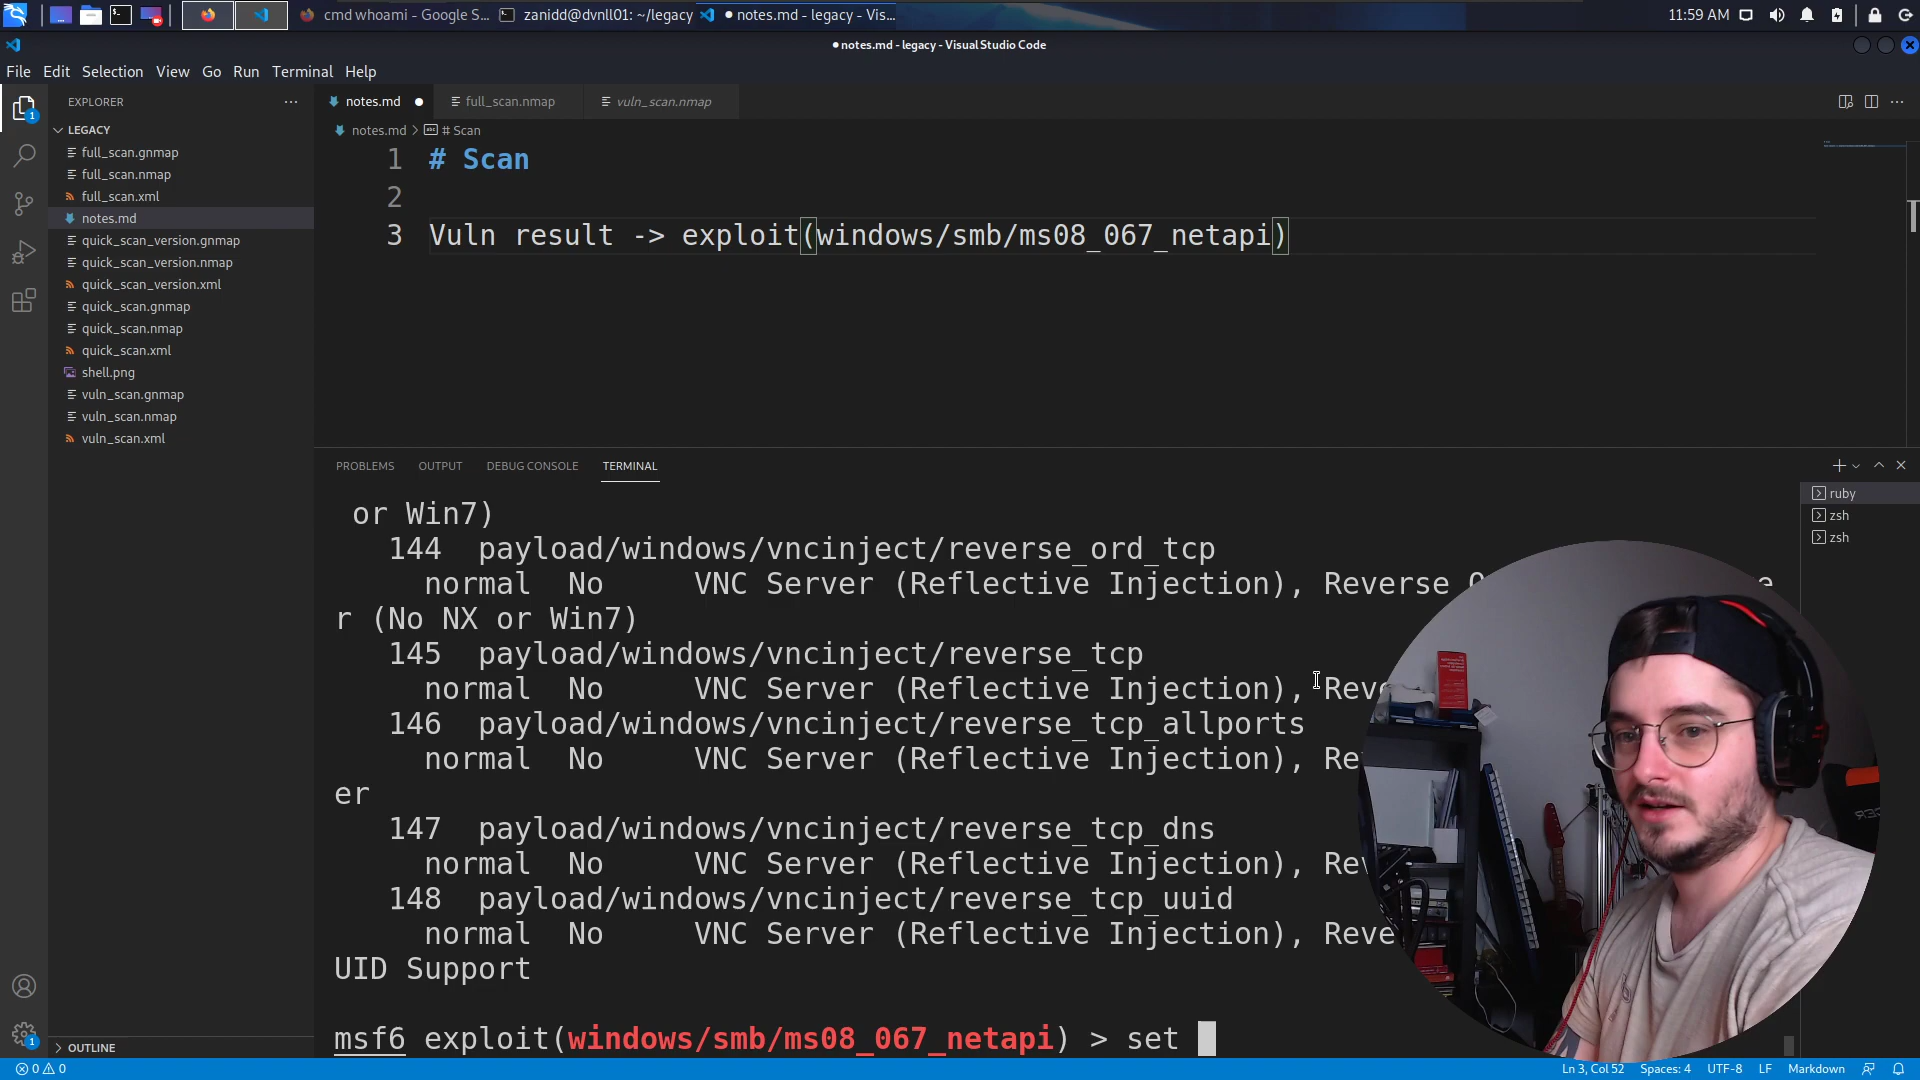 cmd whoami - Google S...
zanidd@dvnll01: ~/legacy
notes.md - legacy - Vis...
11:59 AM
notes.md - legacy - Visual Studio Code
File Edit Selection View Go Run Terminal Help
EXPLORER
LEGACY
full_scan.gnmap
full_scan.nmap
full_scan.xml
notes.md
quick_scan_version.gnmap
quick_scan_version.nmap
quick_scan_version.xml
quick_scan.gnmap
quick_scan.nmap
quick_scan.xml
shell.png
vuln_scan.gnmap
vuln_scan.nmap
vuln_scan.xml
OUTLINE
notes.md full_scan.nmap vuln_scan.nmap
notes.md > # Scan
1 # Scan
2
3 Vuln result -> exploit(windows/smb/ms08_067_netapi)
PROBLEMS OUTPUT DEBUG CONSOLE TERMINAL
ruby
zsh
zsh
or Win7)
144 payload/windows/vncinject/reverse_ord_tcp
normal No VNC Server (Reflective Injection), Reverse
r (No NX or Win7)
145 payload/windows/vncinject/reverse_tcp
normal No VNC Server (Reflective Injection),
146 payload/windows/vncinject/reverse_tcp_allports
normal No VNC Server (Reflective Injection),
er
147 payload/windows/vncinject/reverse_tcp_dns
normal No VNC Server (Reflective Injection),
148 payload/windows/vncinject/reverse_tcp_uuid
normal No VNC Server (Reflective Injection),
UID Support
msf6 exploit(windows/smb/ms08_067_netapi) > set
0 0
Ln 3, Col 52 Spaces: 4 UTF-8 LF Markdown